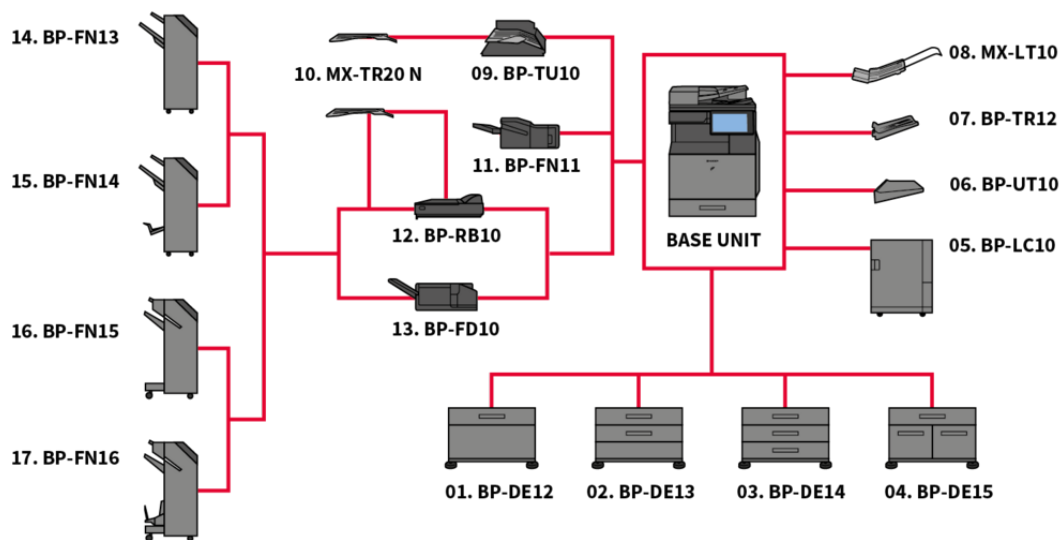 14. BP-FN13
10. MX-TR20 N
09. BP-TU10
08. MX-LT10
07. BP-TR12
11. BP-FN11
15. BP-FN14
06. BP-UT10
12. BP-RB10
BASE UNIT
05. BP-LC10
16. BP-FN15
13. BP-FD10
17. BP-FN16
01. BP-DE12
02. BP-DE13
03. BP-DE14
04. BP-DE15